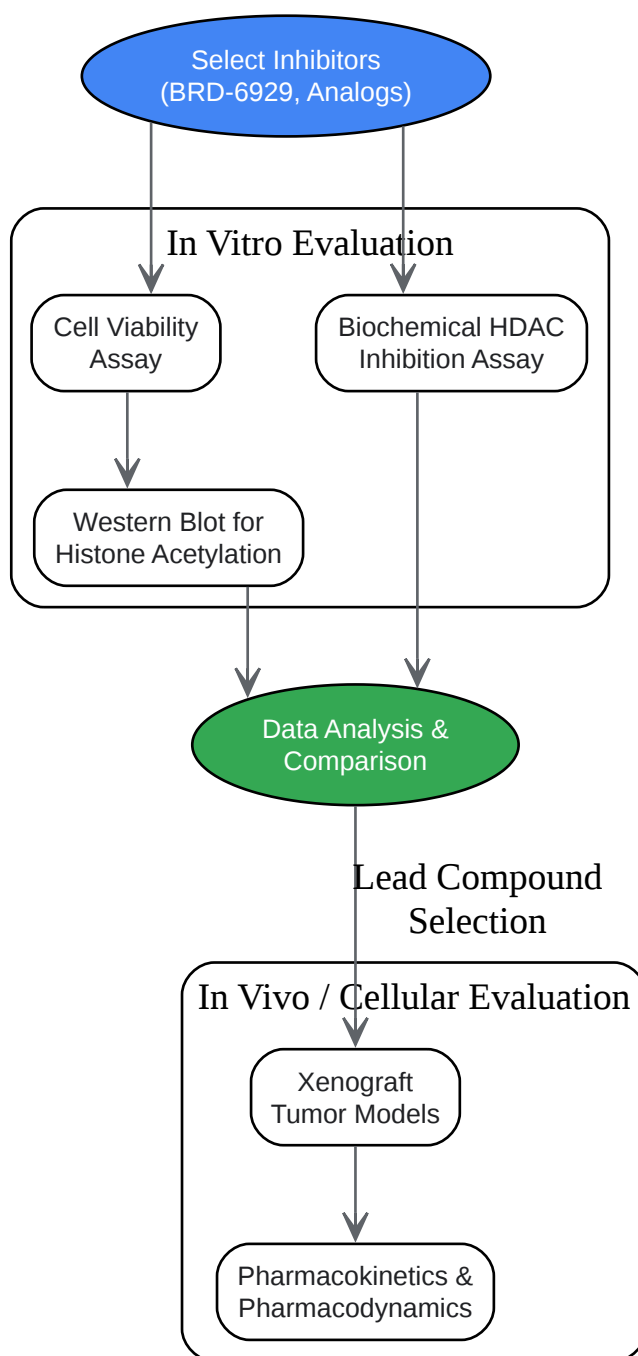 Select Inhibitors
(BRD-6929, Analogs)
In Vitro Evaluation
Cell Viability
Assay
Biochemical HDAC
Inhibition Assay
Western Blot for
Histone Acetylation
Data Analysis &
Comparison
Lead Compound
Selection
In Vivo / Cellular Evaluation
Xenograft
Tumor Models
Pharmacokinetics &
Pharmacodynamics